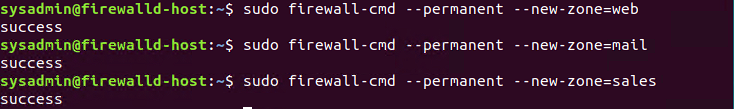 sysadmin@firewalld-host:~$ sudo firewall-cmd --permanent --new-zone=web
success
sysadmin@firewalld-host:~$ sudo firewall-cmd --permanent --new-zone=mail
success
sysadmin@firewalld-host:~$ sudo firewall-cmd --permanent --new-zone=sales
success